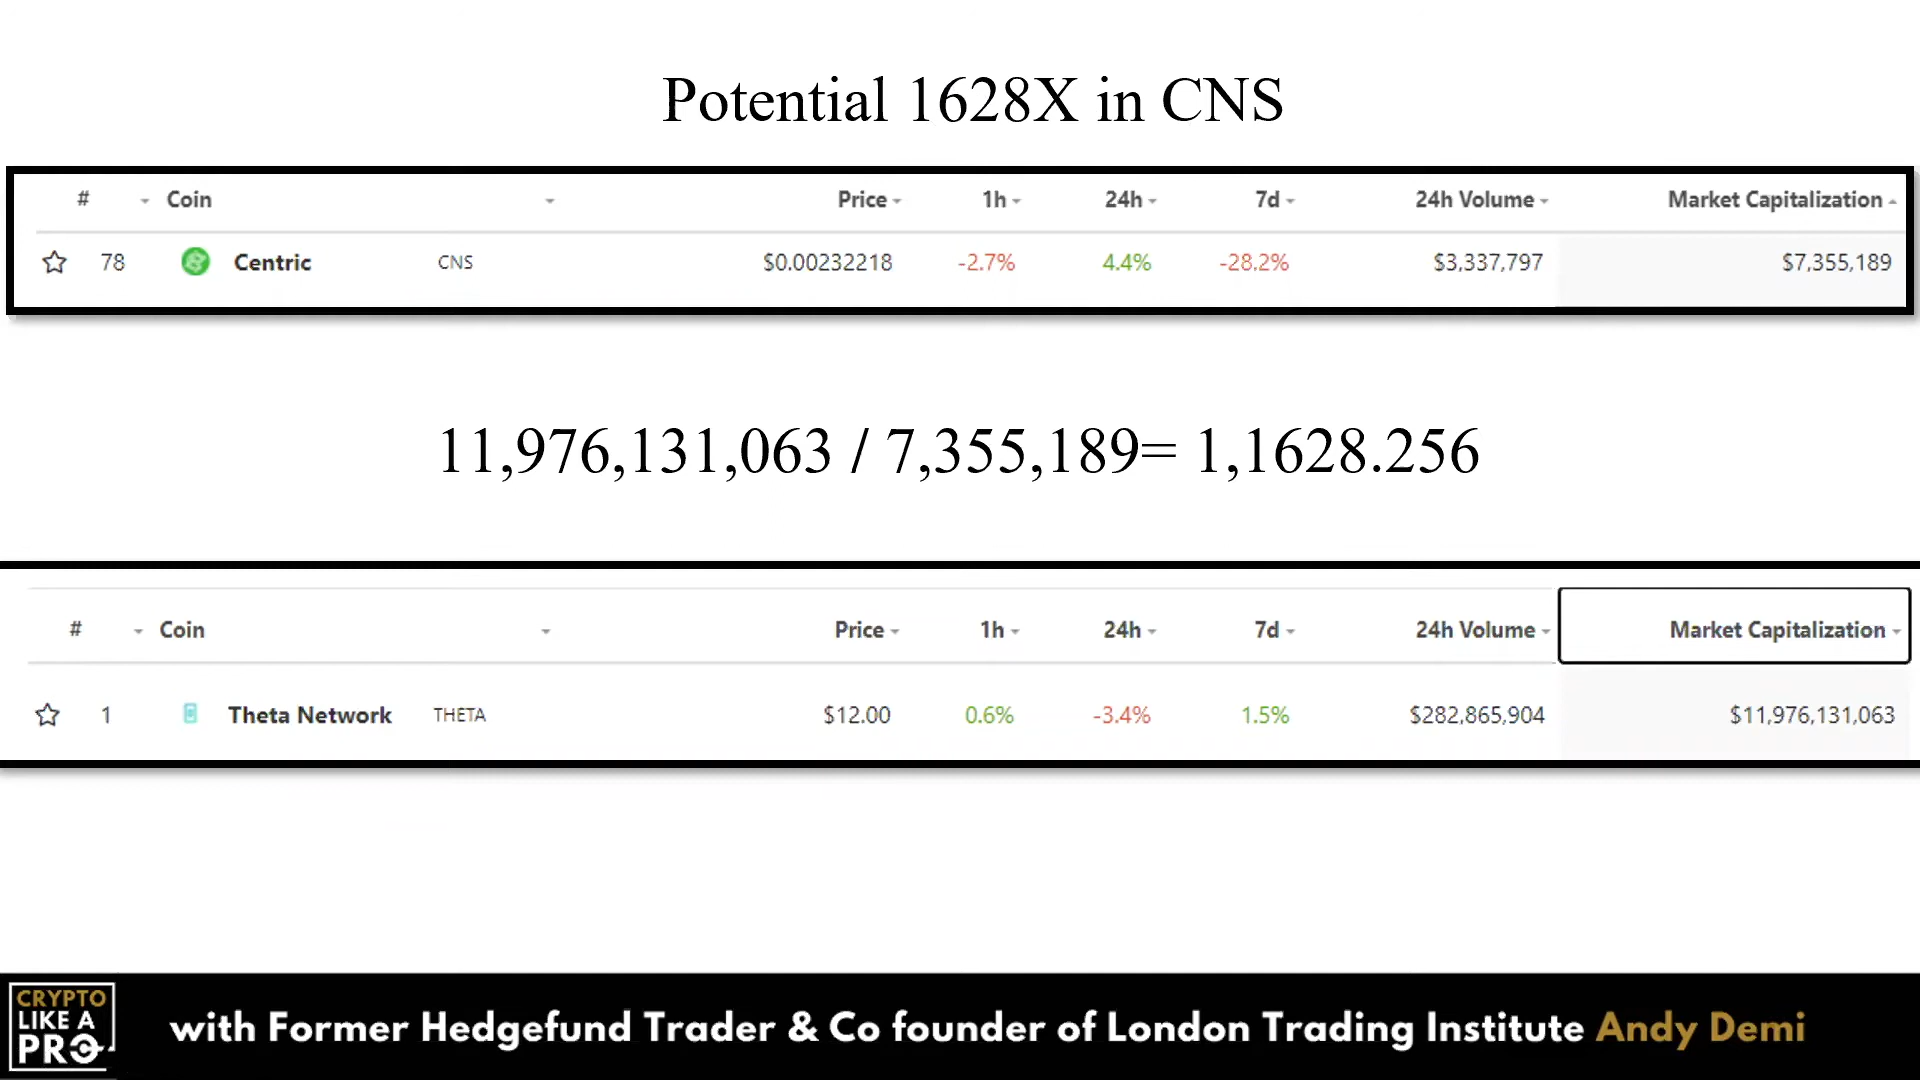 Potential 1628X in CNS
# Coin Price 1h 24h 7d 24h Volume Market Capitalization
78 Centric CNS $0.00232218 -2.7% 4.4% -28.2% $3,337,797 $7,355,189
11,976,131,063 / 7,355,189= 1,1628.256
# Coin Price 1h 24h 7d 24h Volume Market Capitalization
1 Theta Network THETA $12.00 0.6% -3.4% 1.5% $282,865,904 $11,976,131,063
CRYPTO
LIKE A
PRO
with Former Hedgefund Trader & Co founder of London Trading Institute Andy Demi